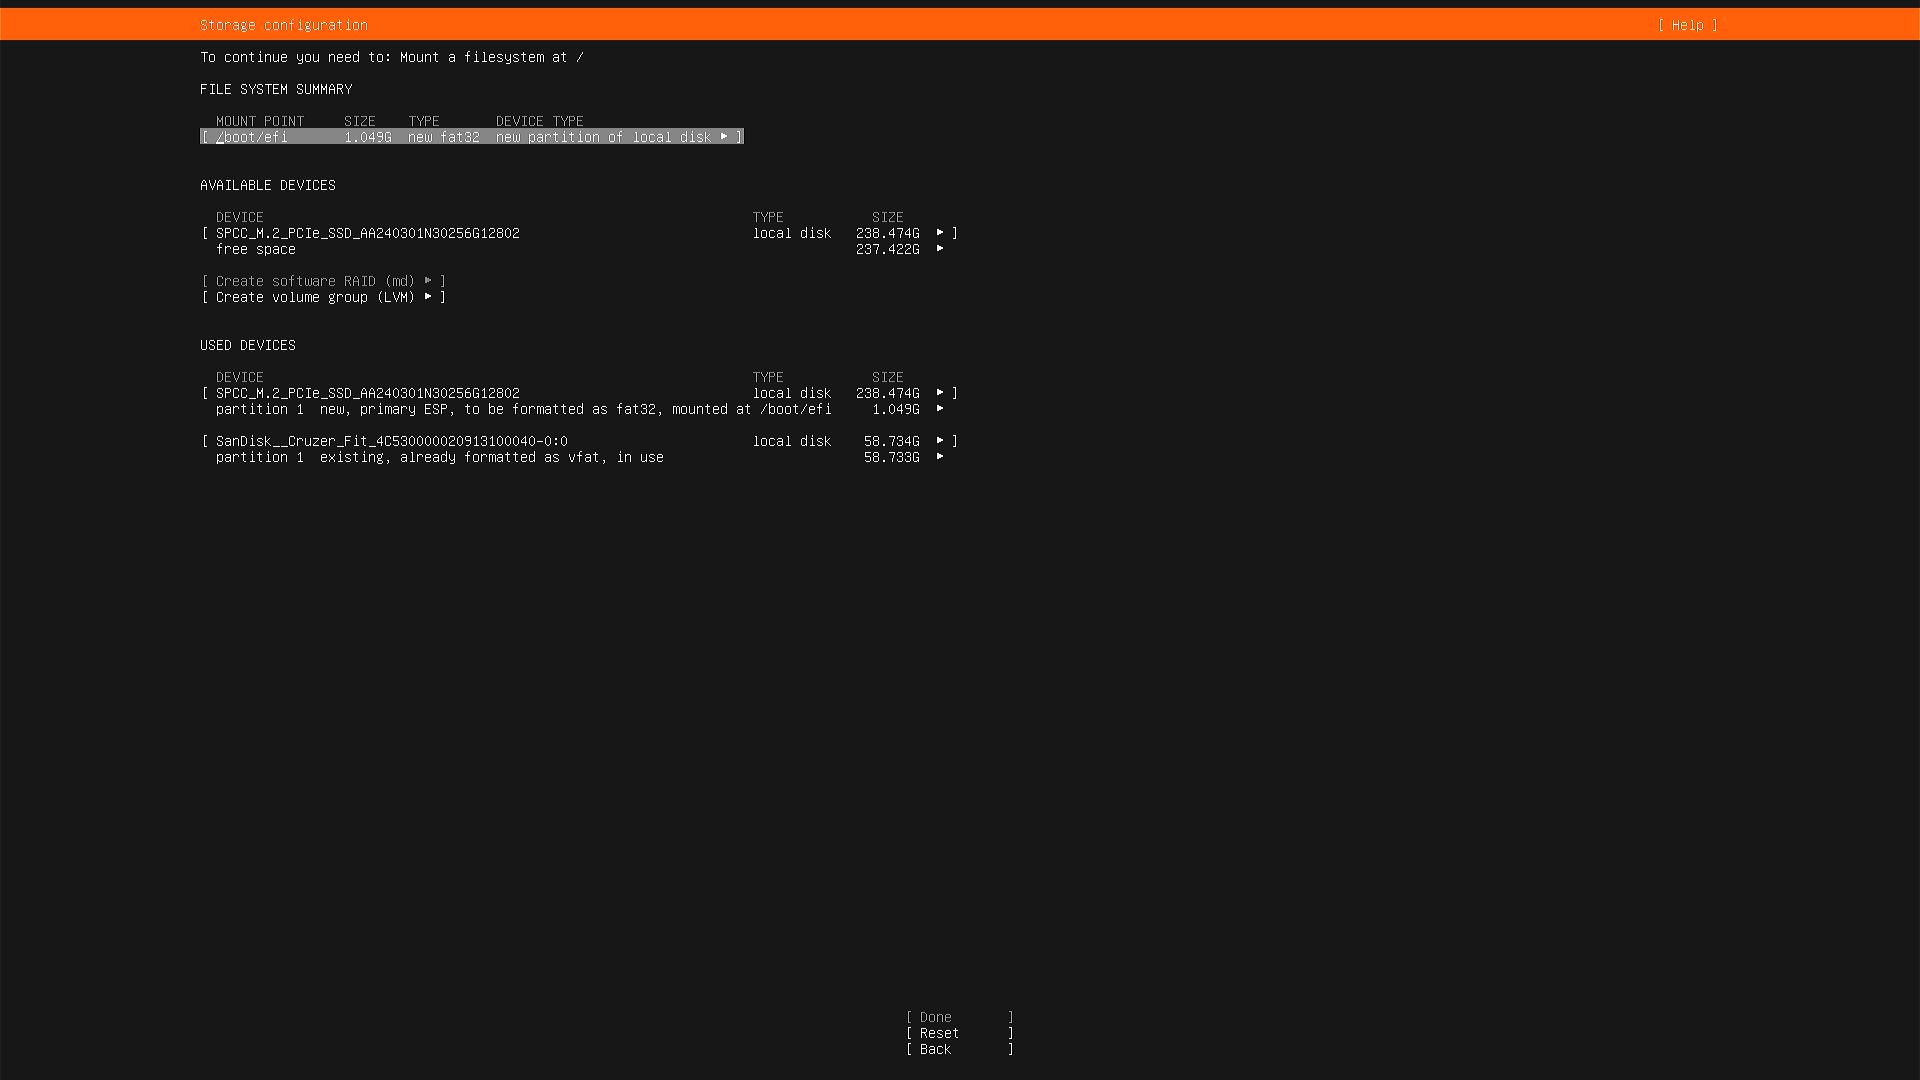 Storage configuration [ Help ]
To continue you need to: Mount a filesystem at /
FILE SYSTEM SUMMARY
MOUNT POINT SIZE TYPE DEVICE TYPE
[ /boot/efi 1.049G new fat32 new partition of local disk ▸ ]
AVAILABLE DEVICES
DEVICE TYPE SIZE
[ SPCC_M.2_PCIe_SSD_AA240301N30256G12802 local disk 238.474G ▸ ]
free space 237.422G ▸
[ Create software RAID (md) ▸ ]
[ Create volume group (LVM) ▸ ]
USED DEVICES
DEVICE TYPE SIZE
[ SPCC_M.2_PCIe_SSD_AA240301N30256G12802 local disk 238.474G ▸ ]
partition 1 new, primary ESP, to be formatted as fat32, mounted at /boot/efi 1.049G ▸
[ SanDisk__Cruzer_Fit_4C530000020913100040-0:0 local disk 58.734G ▸ ]
partition 1 existing, already formatted as vfat, in use 58.733G ▸
[ Done ]
[ Reset ]
[ Back ]